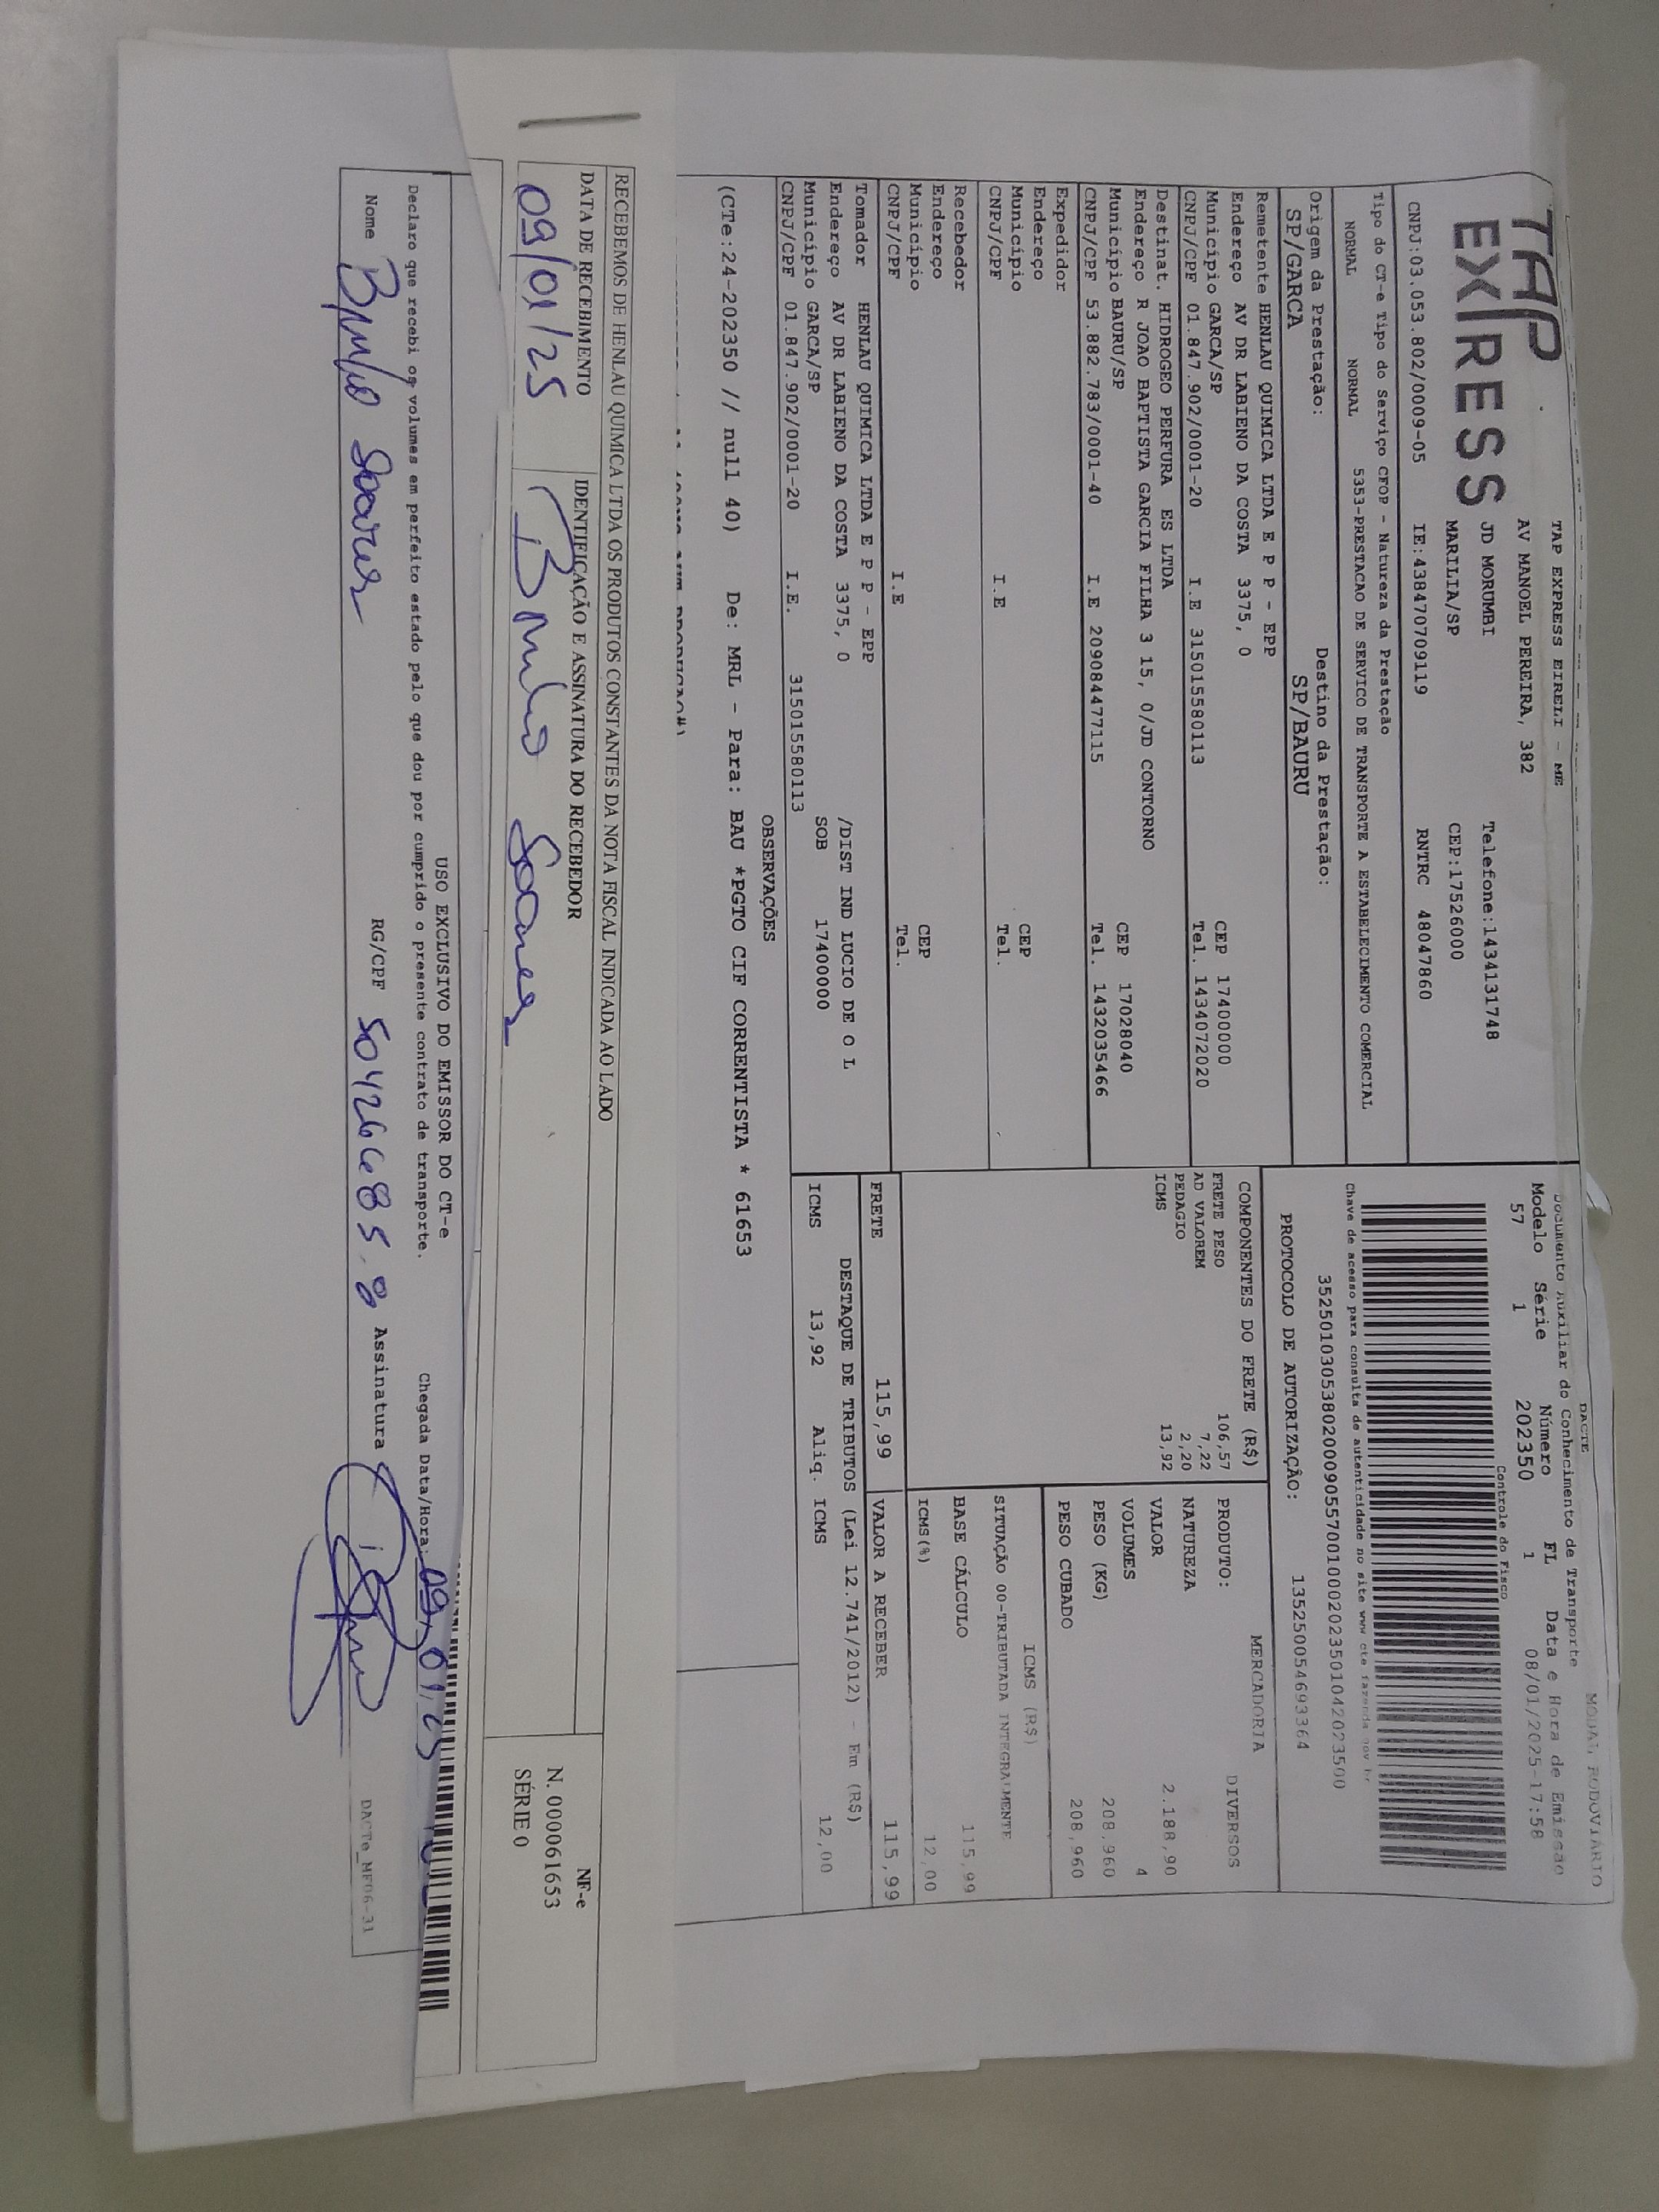 TAP EXPRESS
TAP EXPRESS EIRELI - ME
AV MANOEL PEREIRA, 382
JD MORUMBI Telefone:1434131748
MARILIA/SP CEP:17526000
CNPJ:03.053.802/0009-05 IE:438470709119 RNTRC 48047860
Tipo do CT-e Tipo do Serviço CFOP - Natureza da Prestação
NORMAL NORMAL 5353-PRESTACAO DE SERVICO DE TRANSPORTE A ESTABELECIMENTO COMERCIAL
Origem da Prestação: Destino da Prestação:
SP/GARCA SP/BAURU
DACTE MODAL RODOVIÁRIO
Documento Auxiliar do Conhecimento de Transporte
Modelo Série Número FL Data e Hora de Emissão
57 1 202350 1 08/01/2025-17:58
Controle do Fisco
Chave de acesso para consulta de autenticidade no site www cte fazenda gov br
PROTOCOLO DE AUTORIZAÇÃO: 135250054693364
Remetente HENLAU QUIMICA LTDA E P P - EPP
Endereço AV DR LABIENO DA COSTA 3375, 0
Município GARCA/SP CEP 17400000
CNPJ/CPF 01.847.902/0001-20 I.E 315015580113 Tel. 1434072020
Destinat. HIDROGEO PERFURA ES LTDA
Endereço R JOAO BAPTISTA GARCIA FILHA 3 15, 0/JD CONTORNO
Município BAURU/SP CEP 17028040
CNPJ/CPF 53.882.783/0001-40 I.E 209084477115 Tel. 1432035466
Expedidor
Endereço
Município CEP
CNPJ/CPF I.E Tel.
Recebedor
Endereço
Município CEP
CNPJ/CPF I.E Tel.
Tomador HENLAU QUIMICA LTDA E P P - EPP
Endereço AV DR LABIENO DA COSTA 3375, 0 /DIST IND LUCIO DE O L
Município GARCA/SP SOB 17400000
CNPJ/CPF 01.847.902/0001-20 I.E. 315015580113
COMPONENTES DO FRETE (R$)
FRETE PESO 106,57
AD VALOREM 7,22
PEDAGIO 2,20
ICMS 13,92
MERCADORIA
PRODUTO: DIVERSOS
NATUREZA
VALOR 2.188,90
VOLUMES 4
PESO (KG) 208,960
PESO CUBADO 208,960
ICMS (R$)
SITUAÇÃO 00-TRIBUTADA INTEGRALMENTE
BASE CÁLCULO 115,99
ICMS(%) 12,00
FRETE 115,99 VALOR A RECEBER 115,99
DESTAQUE DE TRIBUTOS (Lei 12.741/2012) - Em (R$)
ICMS 13,92 Aliq. ICMS 12,00
OBSERVAÇÕES
(CTe:24-202350 // null 40) De: MRL - Para: BAU *PGTO CIF CORRENTISTA * 61653
RECEBEMOS DE HENLAU QUIMICA LTDA OS PRODUTOS CONSTANTES DA NOTA FISCAL INDICADA AO LADO
DATA DE RECEBIMENTO IDENTIFICAÇÃO E ASSINATURA DO RECEBEDOR
09/01/25 Bruno Soares
NF-e
N. 000061653
SÉRIE 0
USO EXCLUSIVO DO EMISSOR DO CT-e
Declaro que recebi os volumes em perfeito estado pelo que dou por cumprido o presente contrato de transporte. Chegada Data/Hora: 09/01/25
Nome Bruno Soares RG/CPF 50426685.8 Assinatura
DACTe_MF06-31